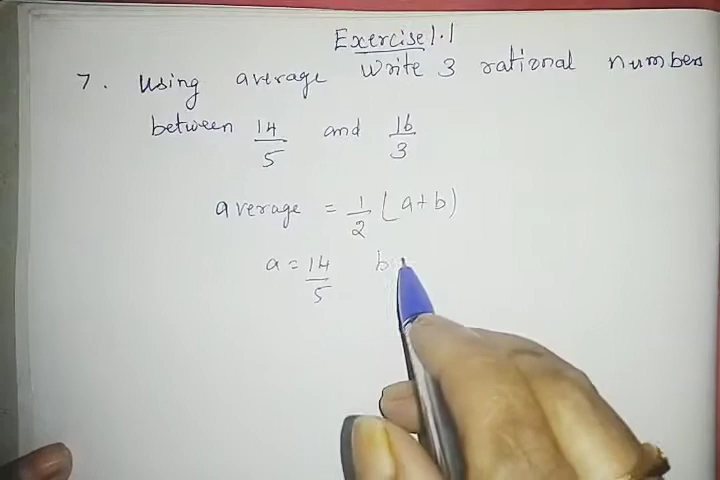 Exercise 1.1
7. Using average write 3 rational numbers
between 14/5 and 16/3
average = 1/2 (a+b)
a = 14/5 b